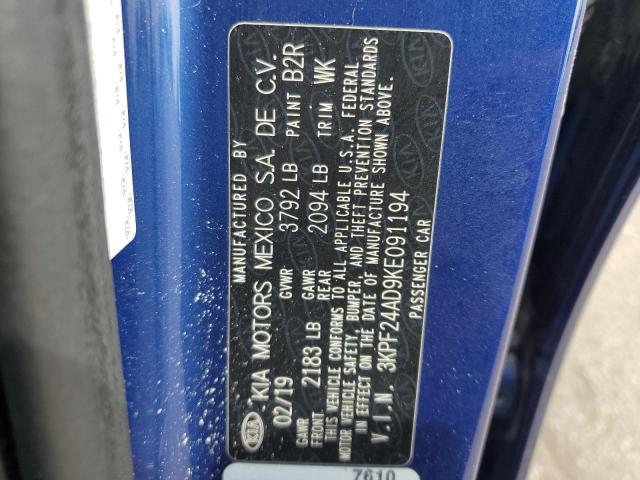 MANUFACTURED BY
KIA KIA MOTORS MEXICO S.A. DE C.V.
02/19 GVWR 3792 LB PAINT B2R
GAWR FRONT 2183 LB GAWR REAR 2094 LB TRIM WK
THIS VEHICLE CONFORMS TO ALL APPLICABLE U.S.A. FEDERAL
MOTOR VEHICLE SAFETY, BUMPER, AND THEFT PREVENTION STANDARDS
IN EFFECT ON THE DATE OF MANUFACTURE SHOWN ABOVE.
V.I.N 3KPF24AD9KE091194
PASSENGER CAR
7610